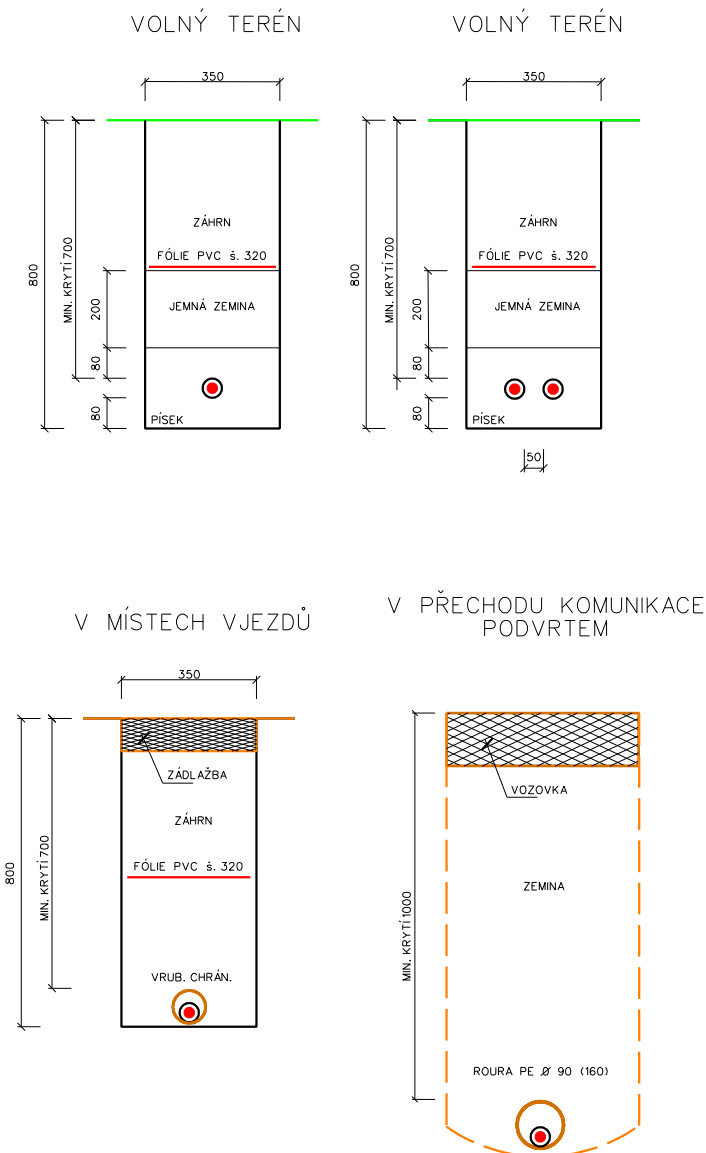 VOLNÝ TERÉN
350
800
MIN. KRYTÍ 700
ZÁHRN
FÓLIE PVC š. 320
200
JEMNÁ ZEMINA
80
80
PÍSEK
VOLNÝ TERÉN
350
800
MIN. KRYTÍ 700
ZÁHRN
FÓLIE PVC š. 320
200
JEMNÁ ZEMINA
80
80
PÍSEK
50
V MÍSTECH VJEZDŮ
350
ZÁDLAŽBA
ZÁHRN
800
MIN. KRYTÍ 700
FÓLIE PVC š. 320
VRUB. CHRÁN.
V PŘECHODU KOMUNIKACE
PODVRTEM
VOZOVKA
ZEMINA
MIN. KRYTÍ 1000
ROURA PE Ø 90 (160)